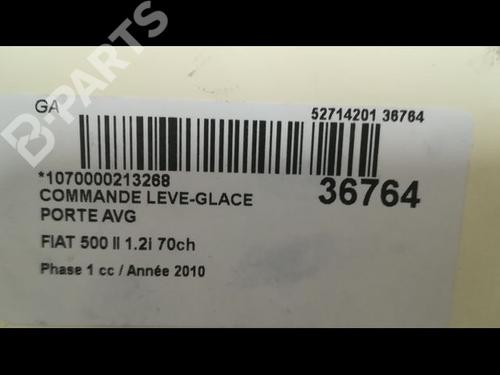 B-PARTS
GA
52714201 36764
*1070000213268
36764
COMMANDE LEVE-GLACE
PORTE AVG
FIAT 500 II 1.2i 70ch
Phase 1 cc / Année 2010